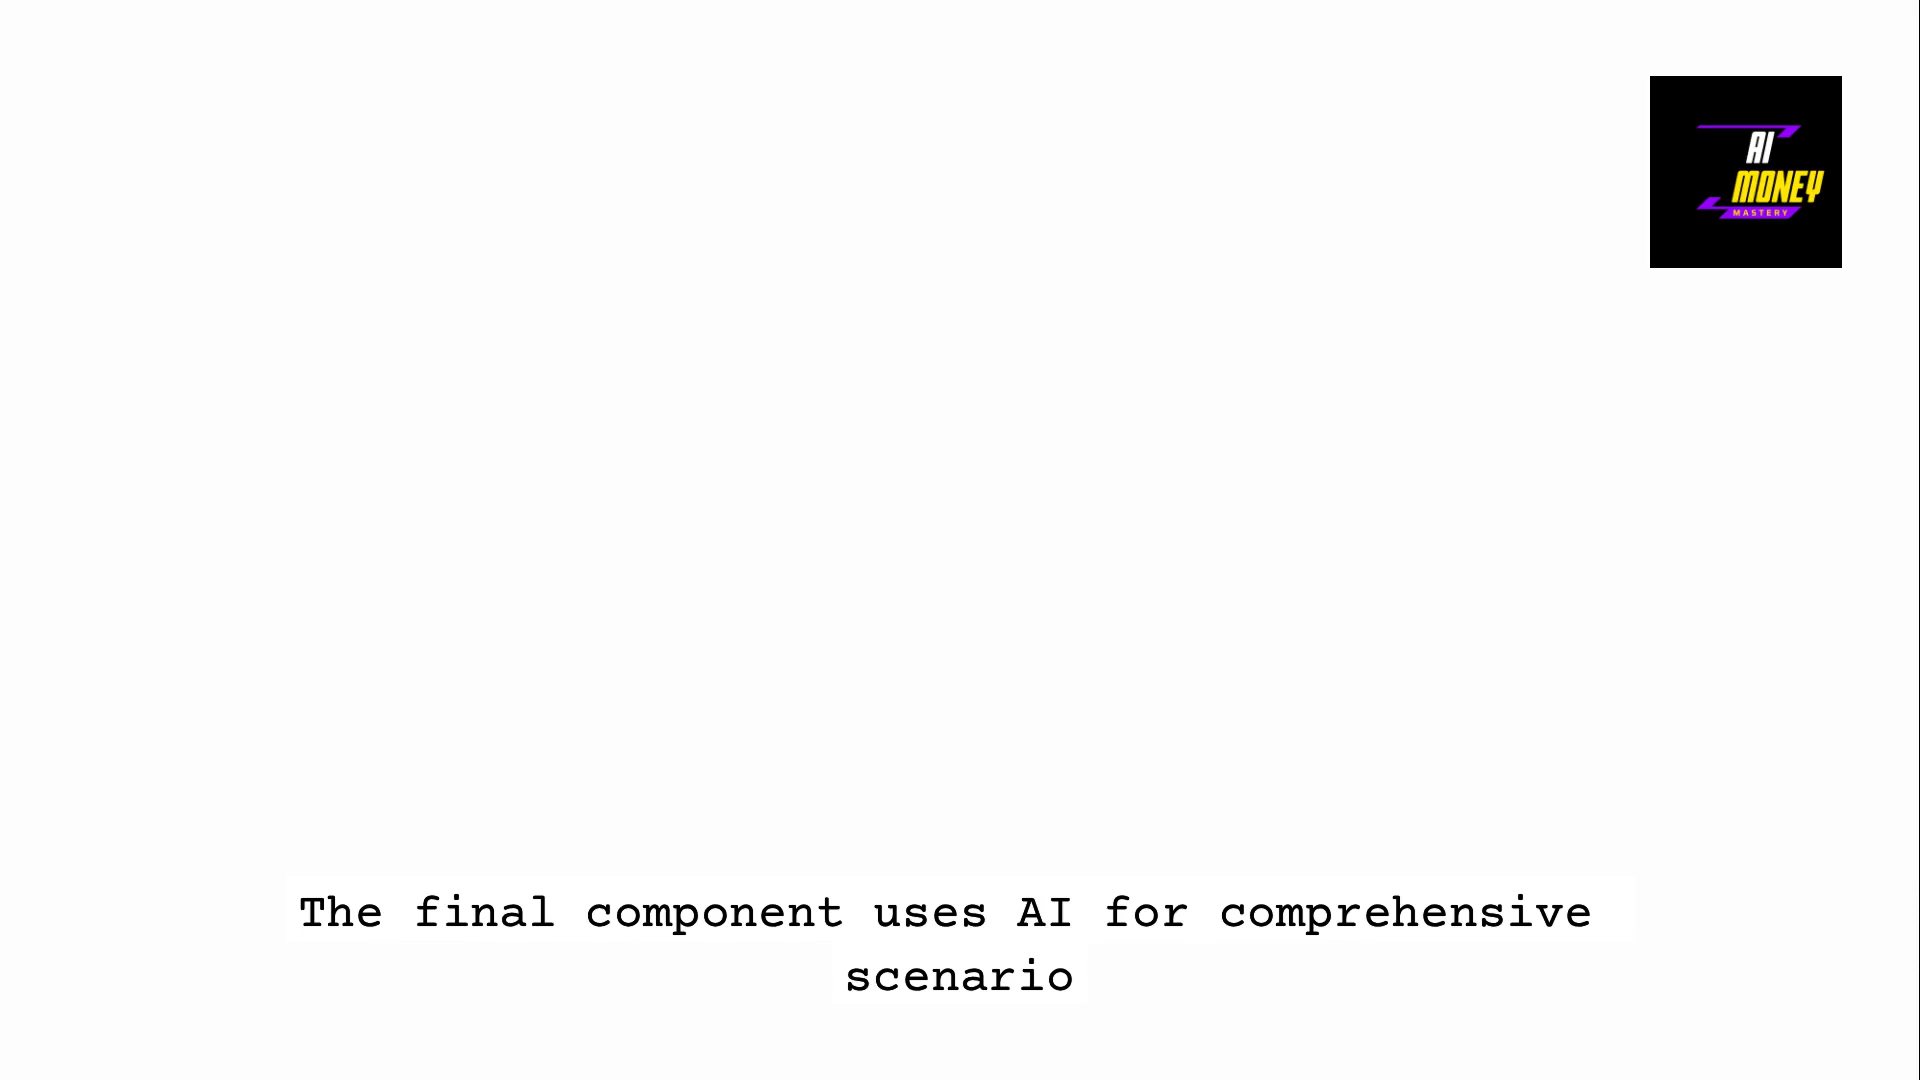 AI
MONEY
MASTERY
The final component uses AI for comprehensive
scenario